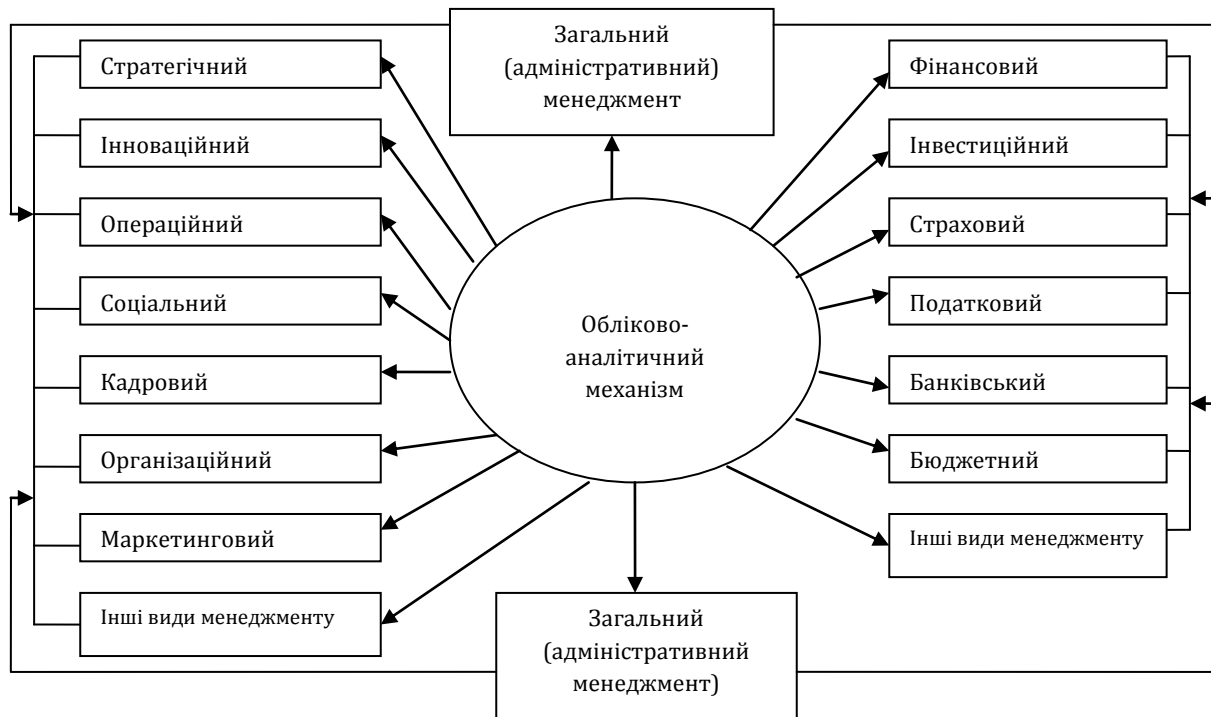 Загальний
(адміністративний)
менеджмент
Стратегічний
Інноваційний
Операційний
Соціальний
Кадровий
Організаційний
Маркетинговий
Інші види менеджменту
Обліково-
аналітичний
механізм
Фінансовий
Інвестиційний
Страховий
Податковий
Банківський
Бюджетний
Інші види менеджменту
Загальний
(адміністративний
менеджмент)